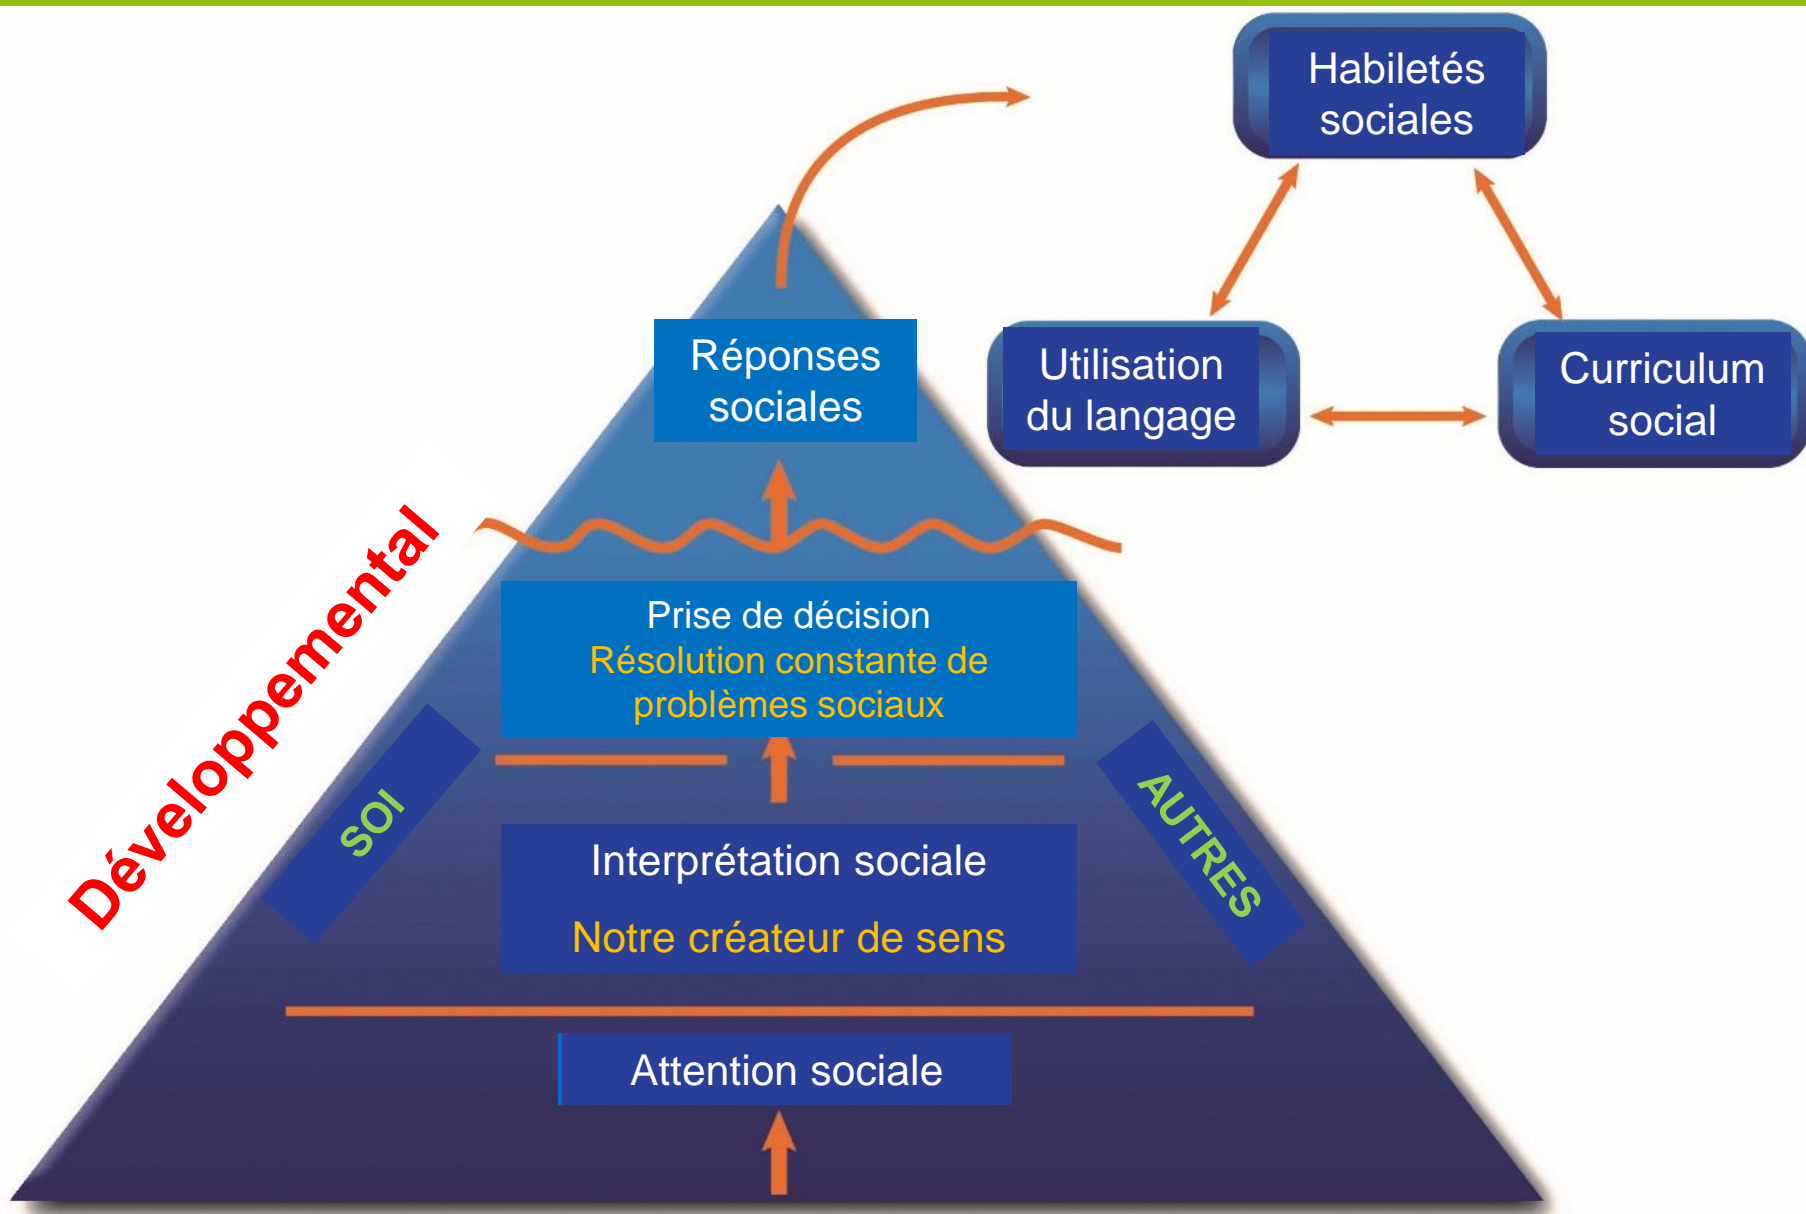 Habiletés
sociales
Réponses
sociales
Utilisation
du langage
Curriculum
social
Développemental
Prise de décision
Résolution constante de
problèmes sociaux
SOI
AUTRES
Interprétation sociale
Notre créateur de sens
Attention sociale